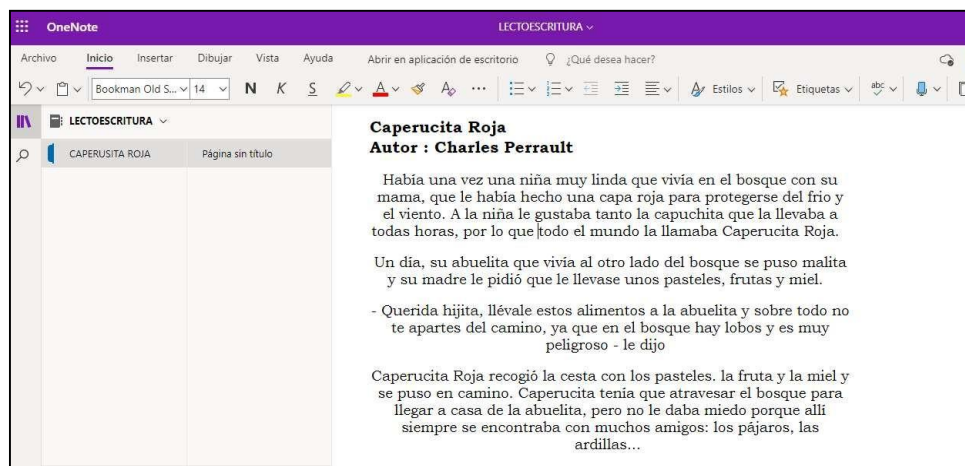 OneNote
LECTOESCRITURA
Archivo Inicio Insertar Dibujar Vista Ayuda Abrir en aplicación de escritorio ¿Qué desea hacer?
Bookman Old S... 14 N K S A A ... Estilos Etiquetas abc
LECTOESCRITURA
CAPERUSITA ROJA Página sin título
Caperucita Roja
Autor : Charles Perrault
Había una vez una niña muy linda que vivía en el bosque con su
mama, que le había hecho una capa roja para protegerse del frio y
el viento. A la niña le gustaba tanto la capuchita que la llevaba a
todas horas, por lo que todo el mundo la llamaba Caperucita Roja.
Un día, su abuelita que vivía al otro lado del bosque se puso malita
y su madre le pidió que le llevase unos pasteles, frutas y miel.
- Querida hijita, llévale estos alimentos a la abuelita y sobre todo no
te apartes del camino, ya que en el bosque hay lobos y es muy
peligroso - le dijo
Caperucita Roja recogió la cesta con los pasteles. la fruta y la miel y
se puso en camino. Caperucita tenía que atravesar el bosque para
llegar a casa de la abuelita, pero no le daba miedo porque allí
siempre se encontraba con muchos amigos: los pájaros, las
ardillas...